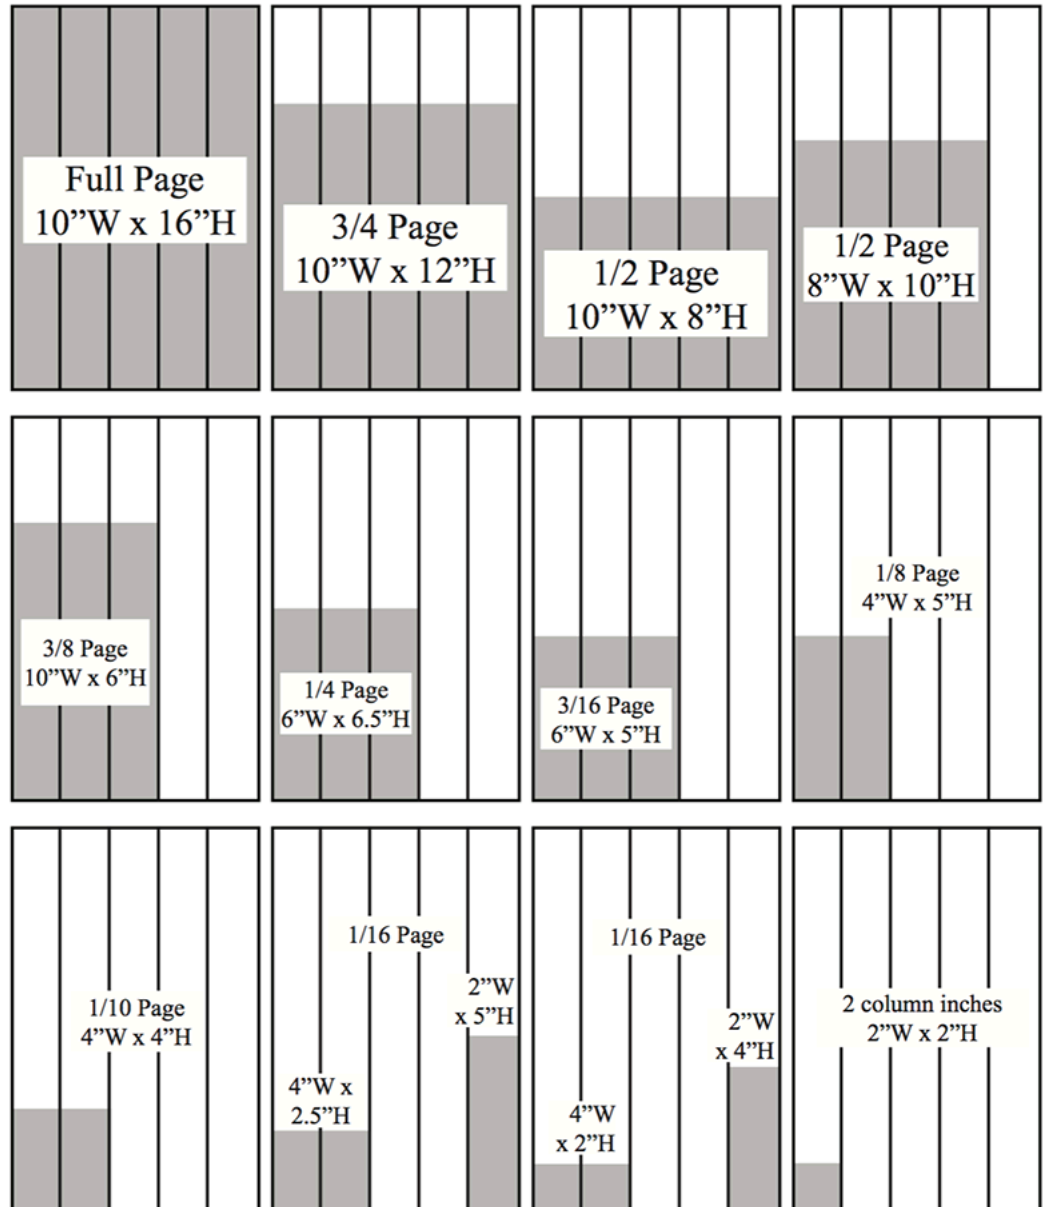 Full Page
10”W x 16”H
3/4 Page
10”W x 12”H
1/2 Page
10”W x 8”H
1/2 Page
8”W x 10”H
3/8 Page
10”W x 6”H
1/4 Page
6”W x 6.5”H
3/16 Page
6”W x 5”H
1/8 Page
4”W x 5”H
1/10 Page
4”W x 4”H
1/16 Page
4”W x
2.5”H
2”W
x 5”H
1/16 Page
4”W
x 2”H
2”W
x 4”H
2 column inches
2”W x 2”H